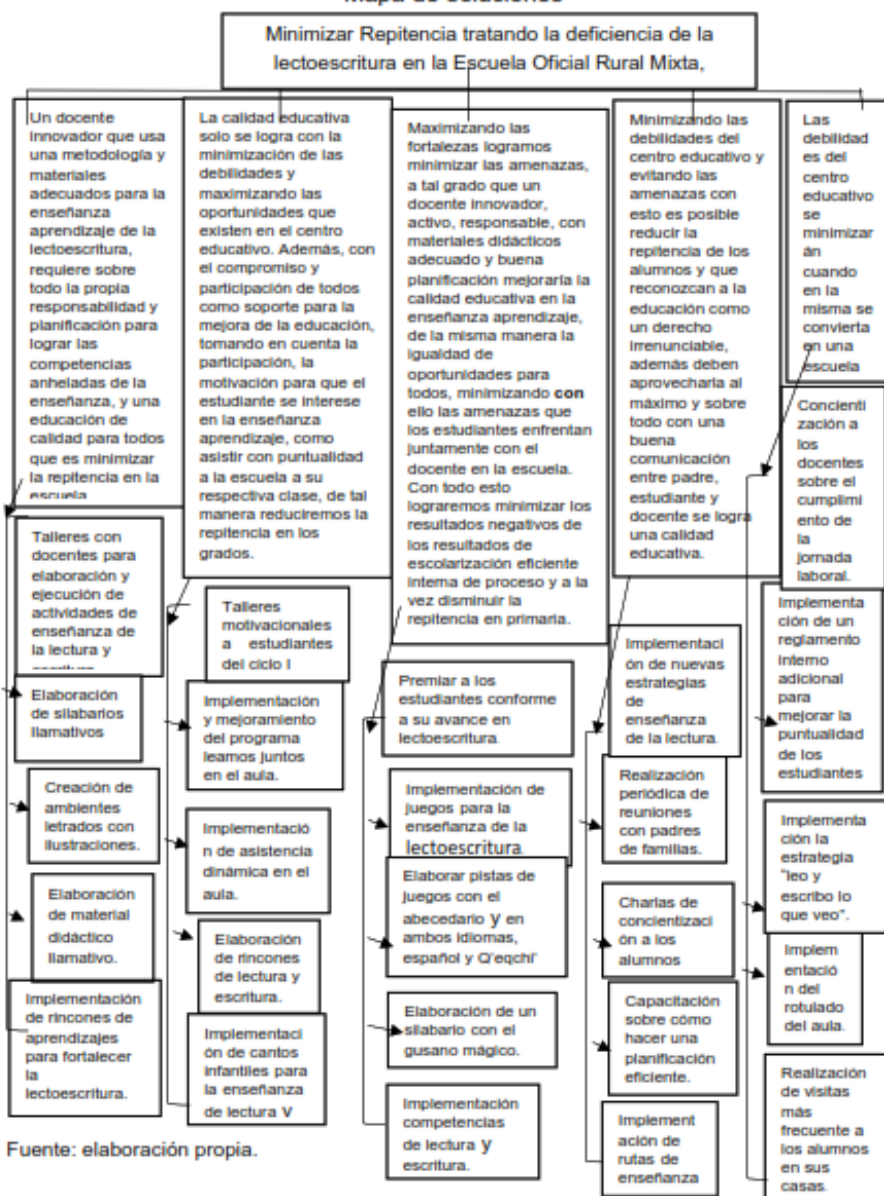 Mapa de soluciones
Minimizar Repitencia tratando la deficiencia de la
lectoescritura en la Escuela Oficial Rural Mixta,
Un docente
innovador que usa
una metodología y
materiales
adecuados para la
enseñanza
aprendizaje de la
lectoescritura,
requiere sobre
todo la propia
responsabilidad y
planificación para
lograr las
competencias
anheladas de la
enseñanza, y una
educación de
calidad para todos
que es minimizar
la repitencia en la
escuela
Talleres con
docentes para
elaboración y
ejecución de
actividades de
enseñanza de
la lectura y
escritura
Elaboración
de silabarios
llamativos
Creación de
ambientes
letrados con
ilustraciones.
Elaboración
de material
didáctico
llamativo.
Implementación
de rincones de
aprendizajes
para fortalecer
la
lectoescritura.
La calidad educativa
solo se logra con la
minimización de las
debilidades y
maximizando las
oportunidades que
existen en el centro
educativo. Además, con
el compromiso y
participación de todos
como soporte para la
mejora de la educación,
tomando en cuenta la
participación, la
motivación para que el
estudiante se interese
en la enseñanza
aprendizaje, como
asistir con puntualidad
a la escuela a su
respectiva clase, de tal
manera reduciremos la
repitencia en los
grados.
Talleres
motivacionales
a estudiantes
del ciclo I
Implementación
y mejoramiento
del programa
leamos juntos
en el aula.
Implementació
n de asistencia
dinámica en el
aula.
Elaboración
de rincones
de lectura y
escritura.
Implementaci
ón de cantos
infantiles para
la enseñanza
de lectura y
Maximizando las
fortalezas logramos
minimizar las amenazas,
a tal grado que un
docente innovador,
activo, responsable, con
materiales didácticos
adecuado y buena
planificación mejoraría la
calidad educativa en la
enseñanza aprendizaje,
de la misma manera la
igualdad de
oportunidades para
todos, minimizando con
ello las amenazas que
los estudiantes enfrentan
juntamente con el
docente en la escuela.
Con todo esto
lograremos minimizar los
resultados negativos de
los resultados de
escolarización eficiente
interna de proceso y a la
vez disminuir la
repitencia en primaria.
Premiar a los
estudiantes conforme
a su avance en
lectoescritura.
Implementación de
juegos para la
enseñanza de la
lectoescritura.
Elaborar pistas de
juegos con el
abecedario y en
ambos idiomas,
español y Q'eqchi'
Elaboración de un
silabario con el
gusano mágico.
Implementación
competencias
de lectura y
escritura.
Minimizando las
debilidades del
centro educativo y
evitando las
amenazas con
esto es posible
reducir la
repitencia de los
alumnos y que
reconozcan a la
educación como
un derecho
irrenunciable,
además deben
aprovecharla al
máximo y sobre
todo con una
buena
comunicación
entre padre,
estudiante y
docente se logra
una calidad
educativa.
Implementaci
ón de nuevas
estrategias
de
enseñanza
de la lectura.
Realización
periódica de
reuniones
con padres
de familias.
Charlas de
concientizaci
ón a los
alumnos
Capacitación
sobre cómo
hacer una
planificación
eficiente.
Implement
ación de
rutas de
enseñanza
Las
debilidad
es del
centro
educativo
se
minimizar
án
cuando
en la
misma se
convierta
en una
escuela
Concienti
zación a
los
docentes
sobre el
cumplimi
ento de
la
jornada
laboral.
Implementa
ción de un
reglamento
interno
adicional
para
mejorar la
puntualidad
de los
estudiantes
Implementa
ción la
estrategia
"leo y
escribo lo
que veo".
Implem
entació
n del
rotulado
del aula.
Realización
de visitas
más
frecuente a
los alumnos
en sus
casas.
Fuente: elaboración propia.